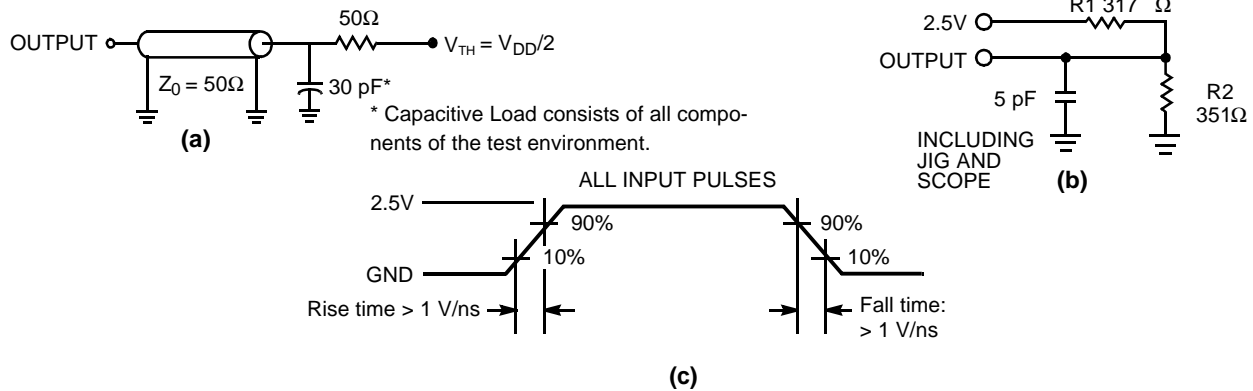 OUTPUT
Z0 = 50Ω
50Ω
VTH = VDD/2
30 pF*
* Capacitive Load consists of all compo-
nents of the test environment.
(a)
R1 317 Ω
2.5V
OUTPUT
5 pF
R2
351Ω
INCLUDING
JIG AND
SCOPE
(b)
ALL INPUT PULSES
2.5V
90%
10%
GND
90%
10%
Rise time > 1 V/ns
Fall time:
> 1 V/ns
(c)